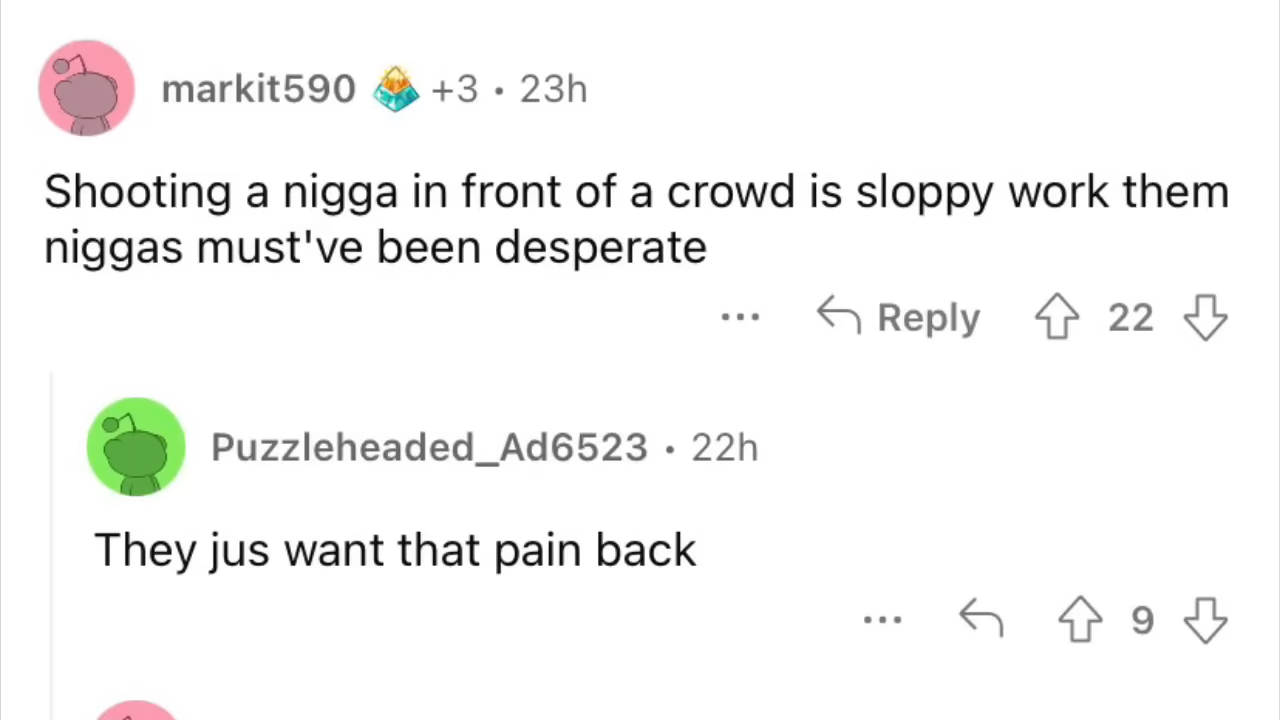 markit590 +3 • 23h
Shooting a nigga in front of a crowd is sloppy work them
niggas must've been desperate
... Reply 22
Puzzleheaded_Ad6523 • 22h
They jus want that pain back
... 9